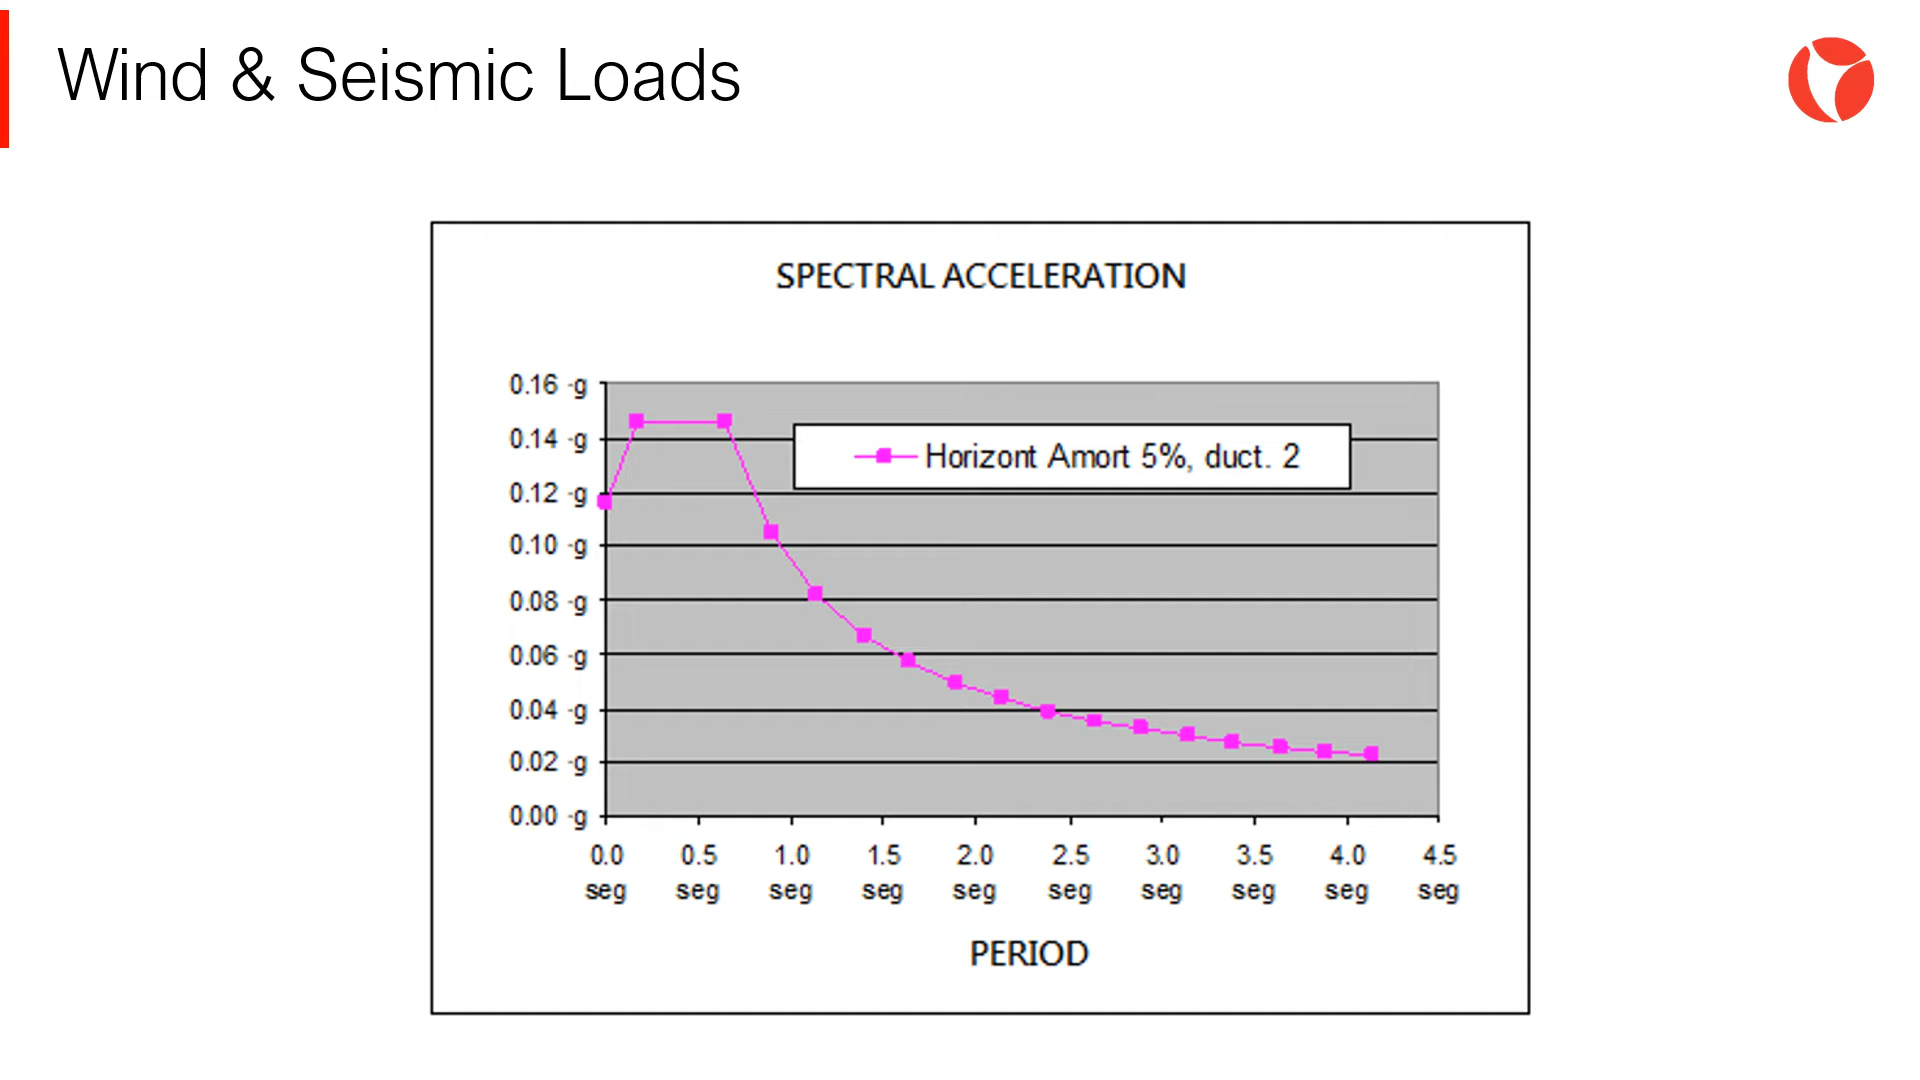 Wind & Seismic Loads
SPECTRAL ACCELERATION
0.16 -g
0.14 -g
0.12 -g
0.10 -g
0.08 -g
0.06 -g
0.04 -g
0.02 -g
0.00 -g
Horizont Amort 5%, duct. 2
0.0 0.5 1.0 1.5 2.0 2.5 3.0 3.5 4.0 4.5
seg seg seg seg seg seg seg seg seg seg
PERIOD